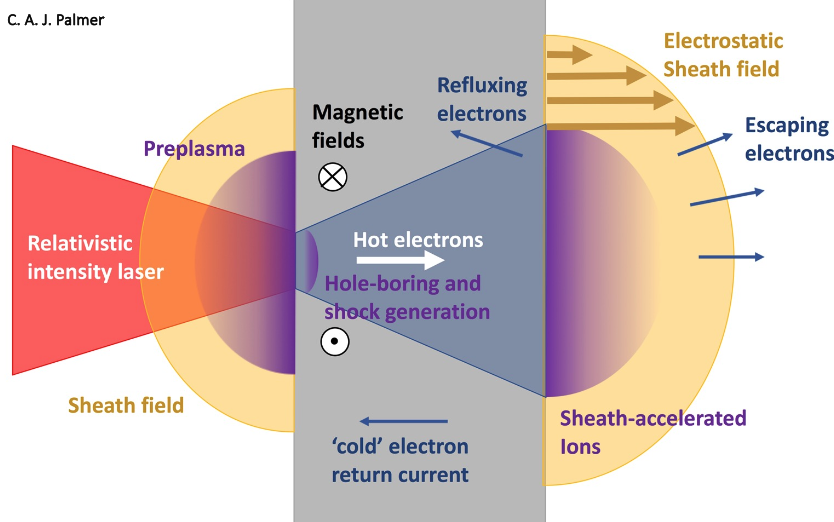 C. A. J. Palmer
Electrostatic
Sheath field
Refluxing
electrons
Magnetic
fields
Escaping
electrons
Preplasma
Relativistic
intensity laser
Hot electrons
Hole-boring and
shock generation
Sheath field
Sheath-accelerated
Ions
‘cold’ electron
return current